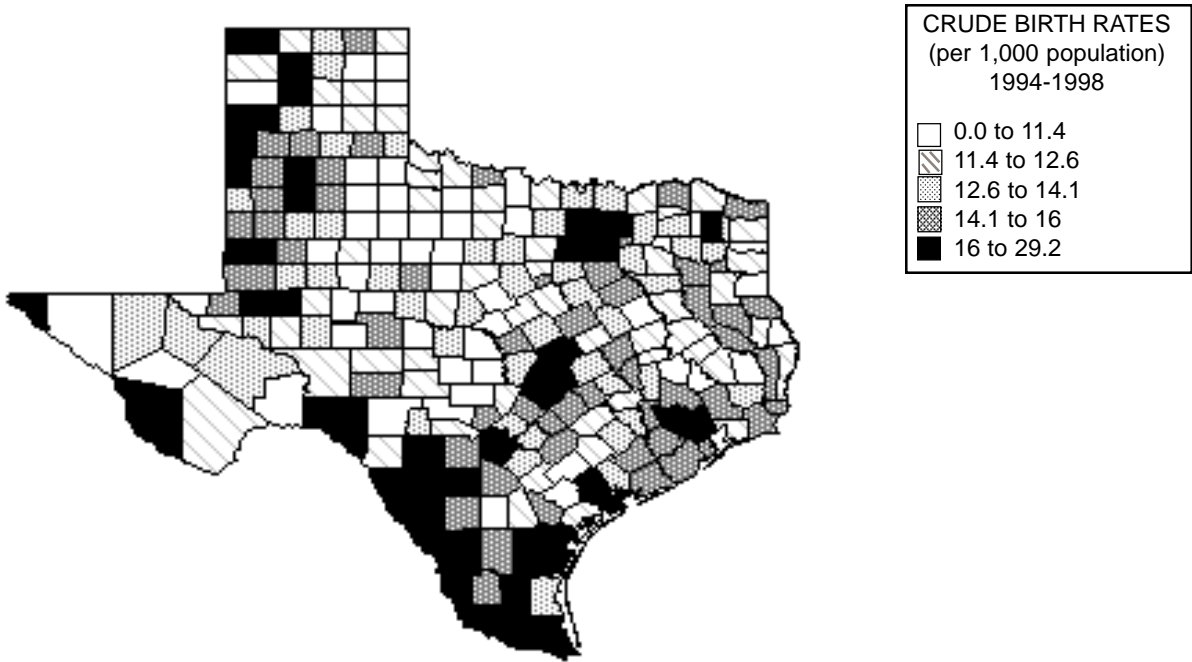 CRUDE BIRTH RATES
(per 1,000 population)
1994-1998
0.0 to 11.4
11.4 to 12.6
12.6 to 14.1
14.1 to 16
16 to 29.2